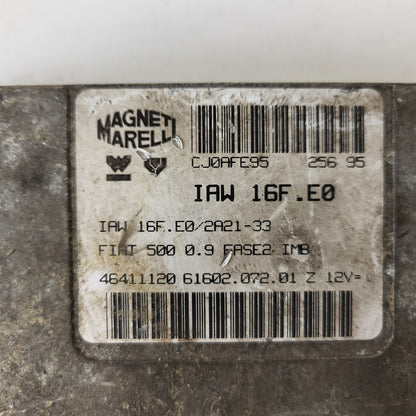 MAGNETI
MARELLI
CJ0AFE95 256 95
IAW 16F.E0
IAW 16F.E0/2A21-33
FIAT 500 0.9 FASE2 IMB
46411120 61602.072.01 Z 12V=